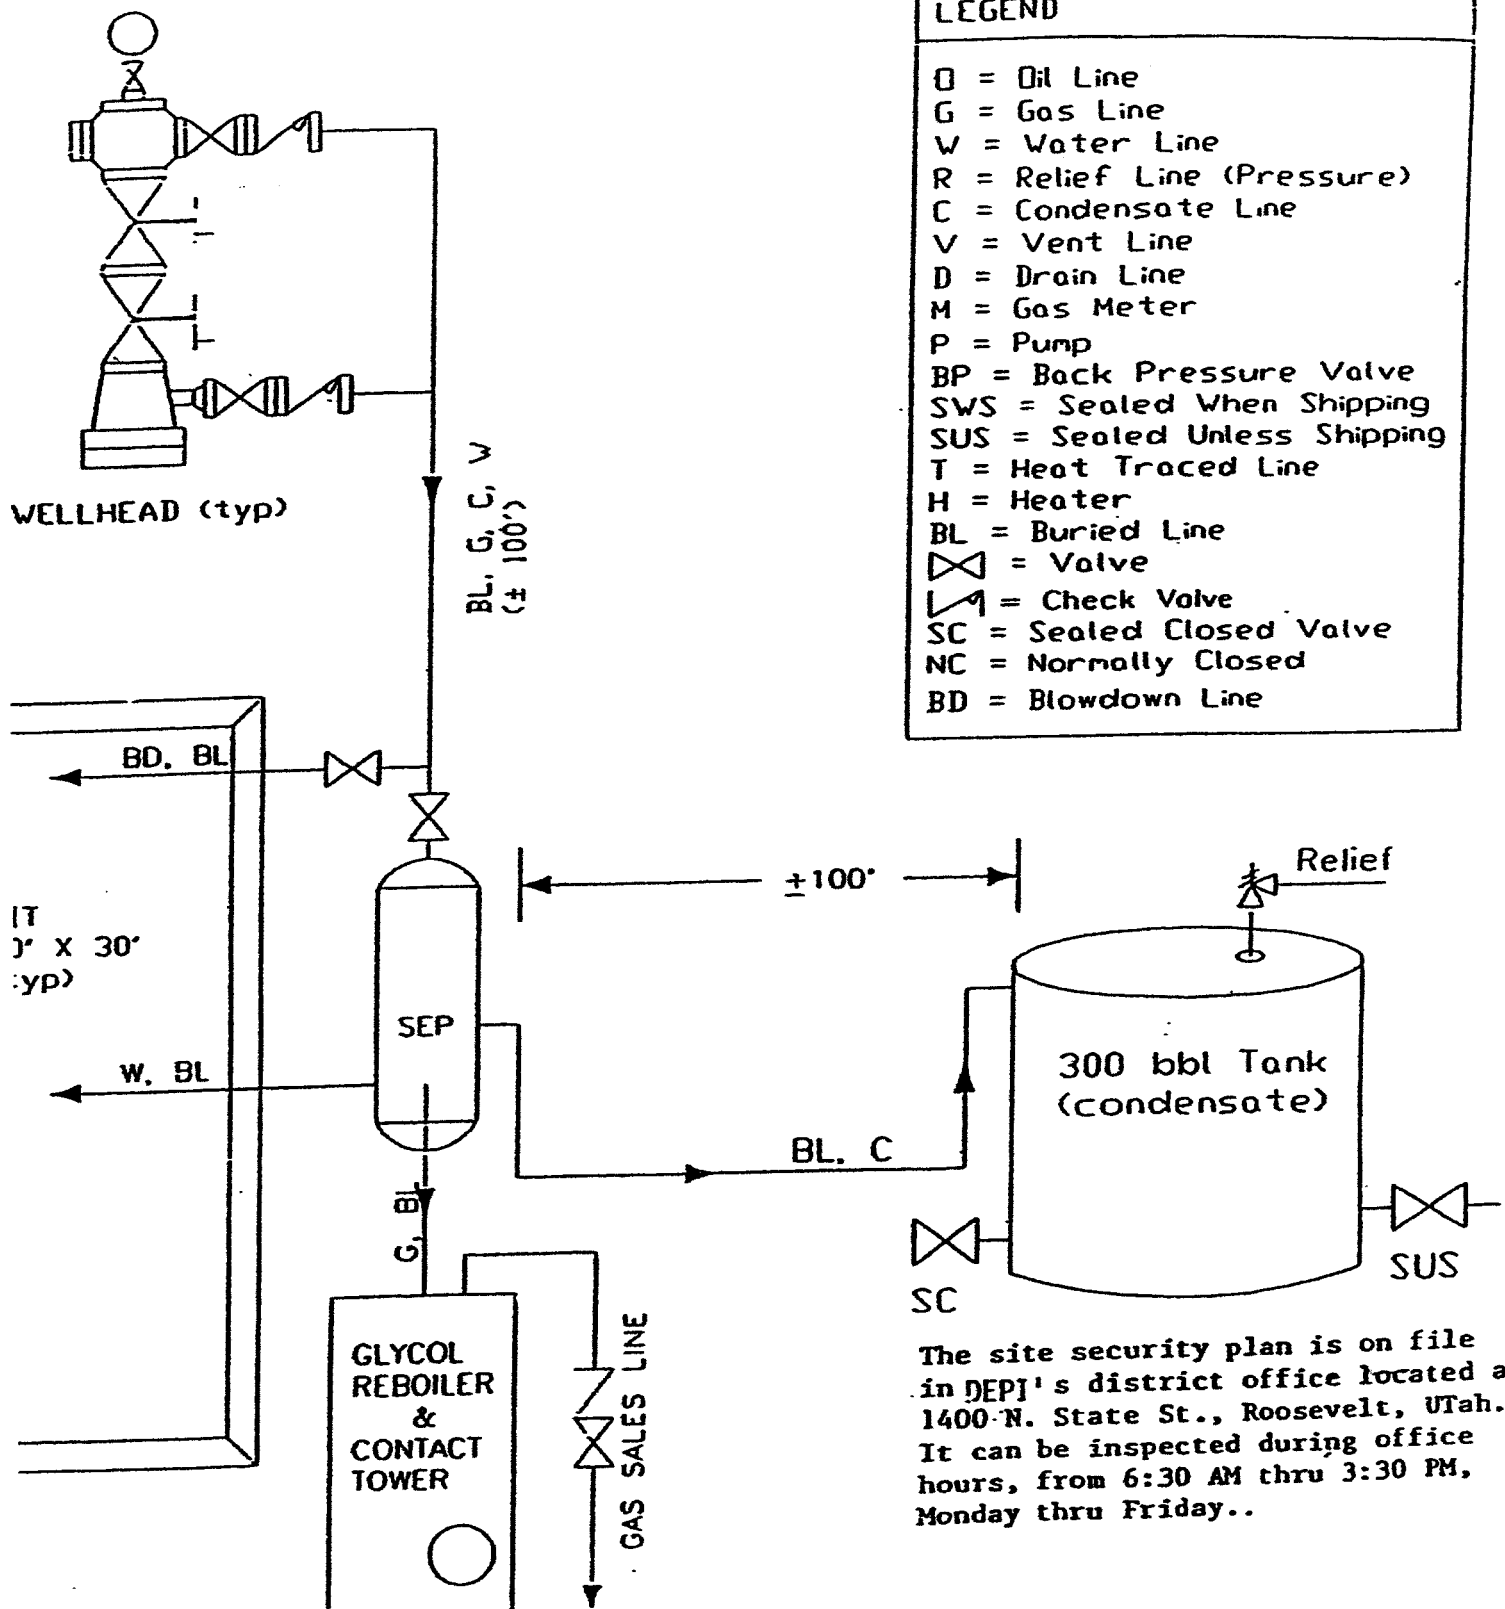 LEGEND
O = Oil Line
G = Gas Line
W = Water Line
R = Relief Line (Pressure)
C = Condensate Line
V = Vent Line
D = Drain Line
M = Gas Meter
P = Pump
BP = Back Pressure Valve
SWS = Sealed When Shipping
SUS = Sealed Unless Shipping
T = Heat Traced Line
H = Heater
BL = Buried Line
= Valve
= Check Valve
SC = Sealed Closed Valve
NC = Normally Closed
BD = Blowdown Line
WELLHEAD (typ)
BL, G, C, W
(± 100')
BD, BL
±100'
Relief
IT
0' X 30'
typ)
SEP
W, BL
300 bbl Tank
(condensate)
BL, C
G, BL
SC
SUS
GLYCOL
REBOILER
&
CONTACT
TOWER
GAS SALES LINE
The site security plan is on file
in DEPI's district office located a
1400 N. State St., Roosevelt, UTah.
It can be inspected during office
hours, from 6:30 AM thru 3:30 PM,
Monday thru Friday..